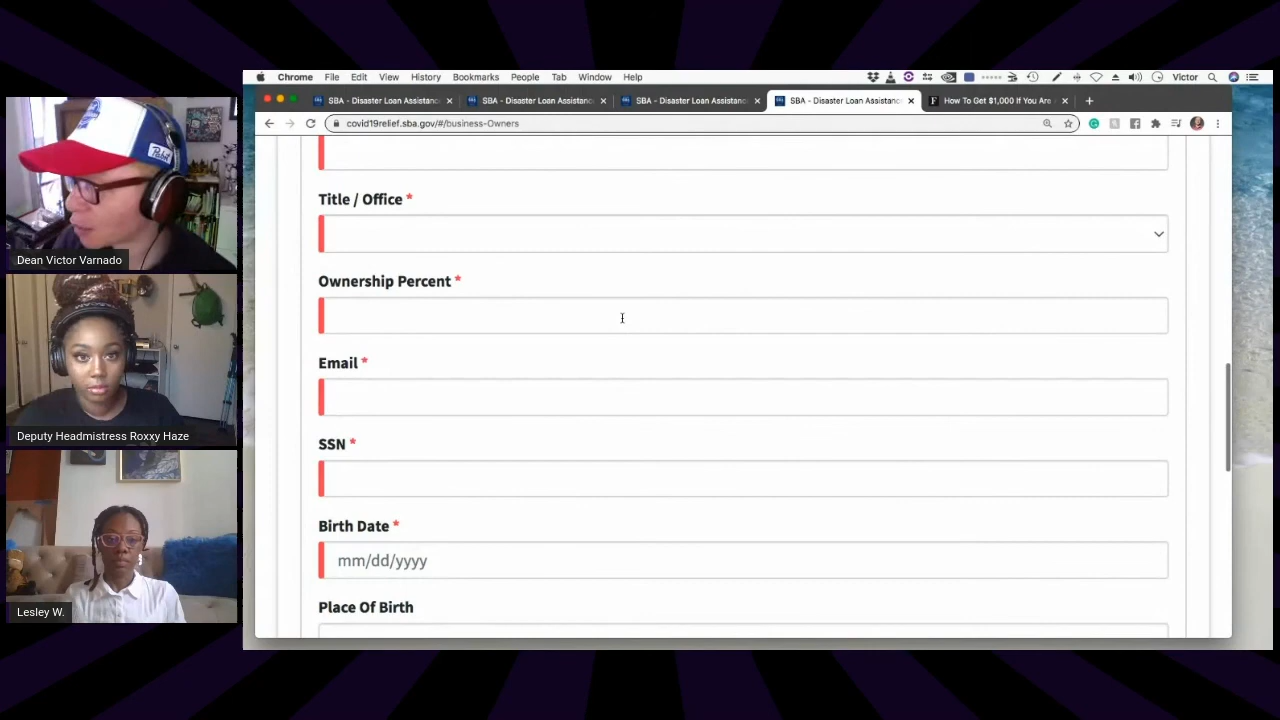 Chrome File Edit View History Bookmarks People Tab Window Help Victor
SBA - Disaster Loan Assistanc SBA - Disaster Loan Assistanc SBA - Disaster Loan Assistanc SBA - Disaster Loan Assistanc How To Get $1,000 If You Are
covid19relief.sba.gov/#/business-Owners
Title / Office *
Ownership Percent *
Email *
SSN *
Birth Date *
mm/dd/yyyy
Place Of Birth
Pabst
Dean Victor Varnado
Deputy Headmistress Roxxy Haze
Lesley W.